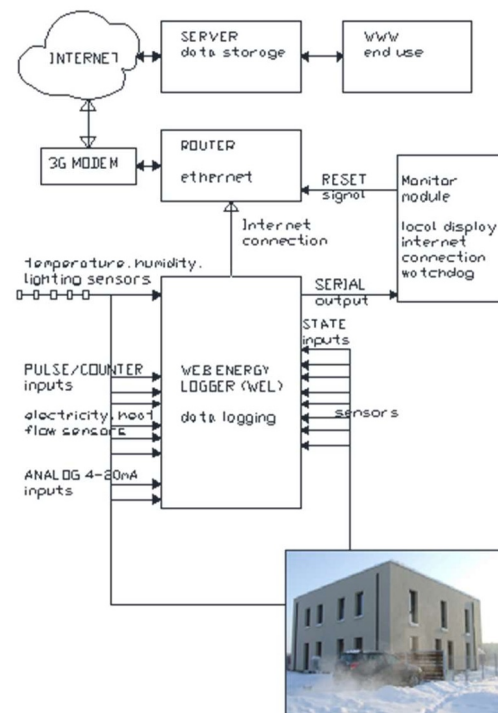 INTERNET
SERVER
data storage
WWW
end use
3G MODEM
ROUTER
ethernet
RESET
signal
Monitor
module
local display
internet
connection
watchdog
Internet
connection
temperature, humidity,
lighting sensors
SERIAL
output
STATE
inputs
PULSE/COUNTER
inputs
WEB ENERGY
LOGGER (WEL)
data logging
electricity, heat
flow sensors
sensors
ANALOG 4-20mA
inputs